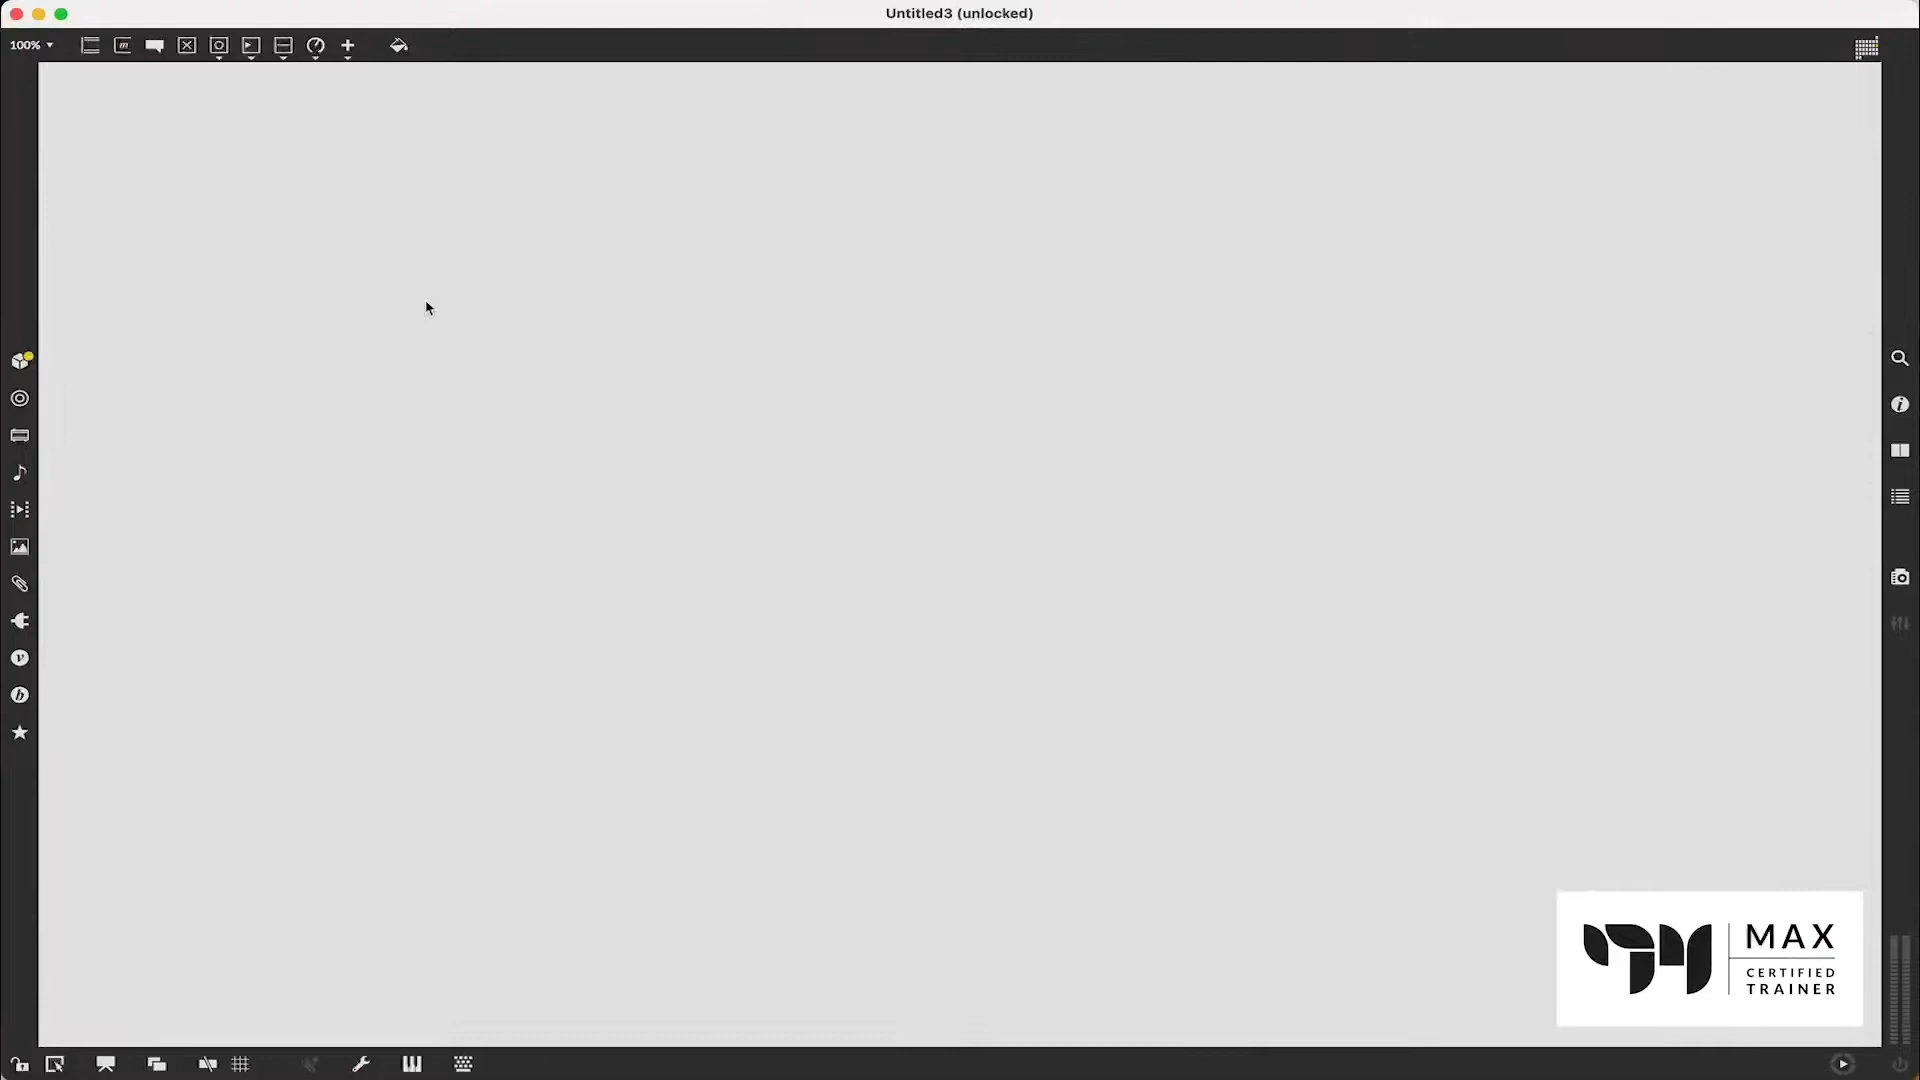 Untitled3 (unlocked)
100%
MAX
CERTIFIED
TRAINER